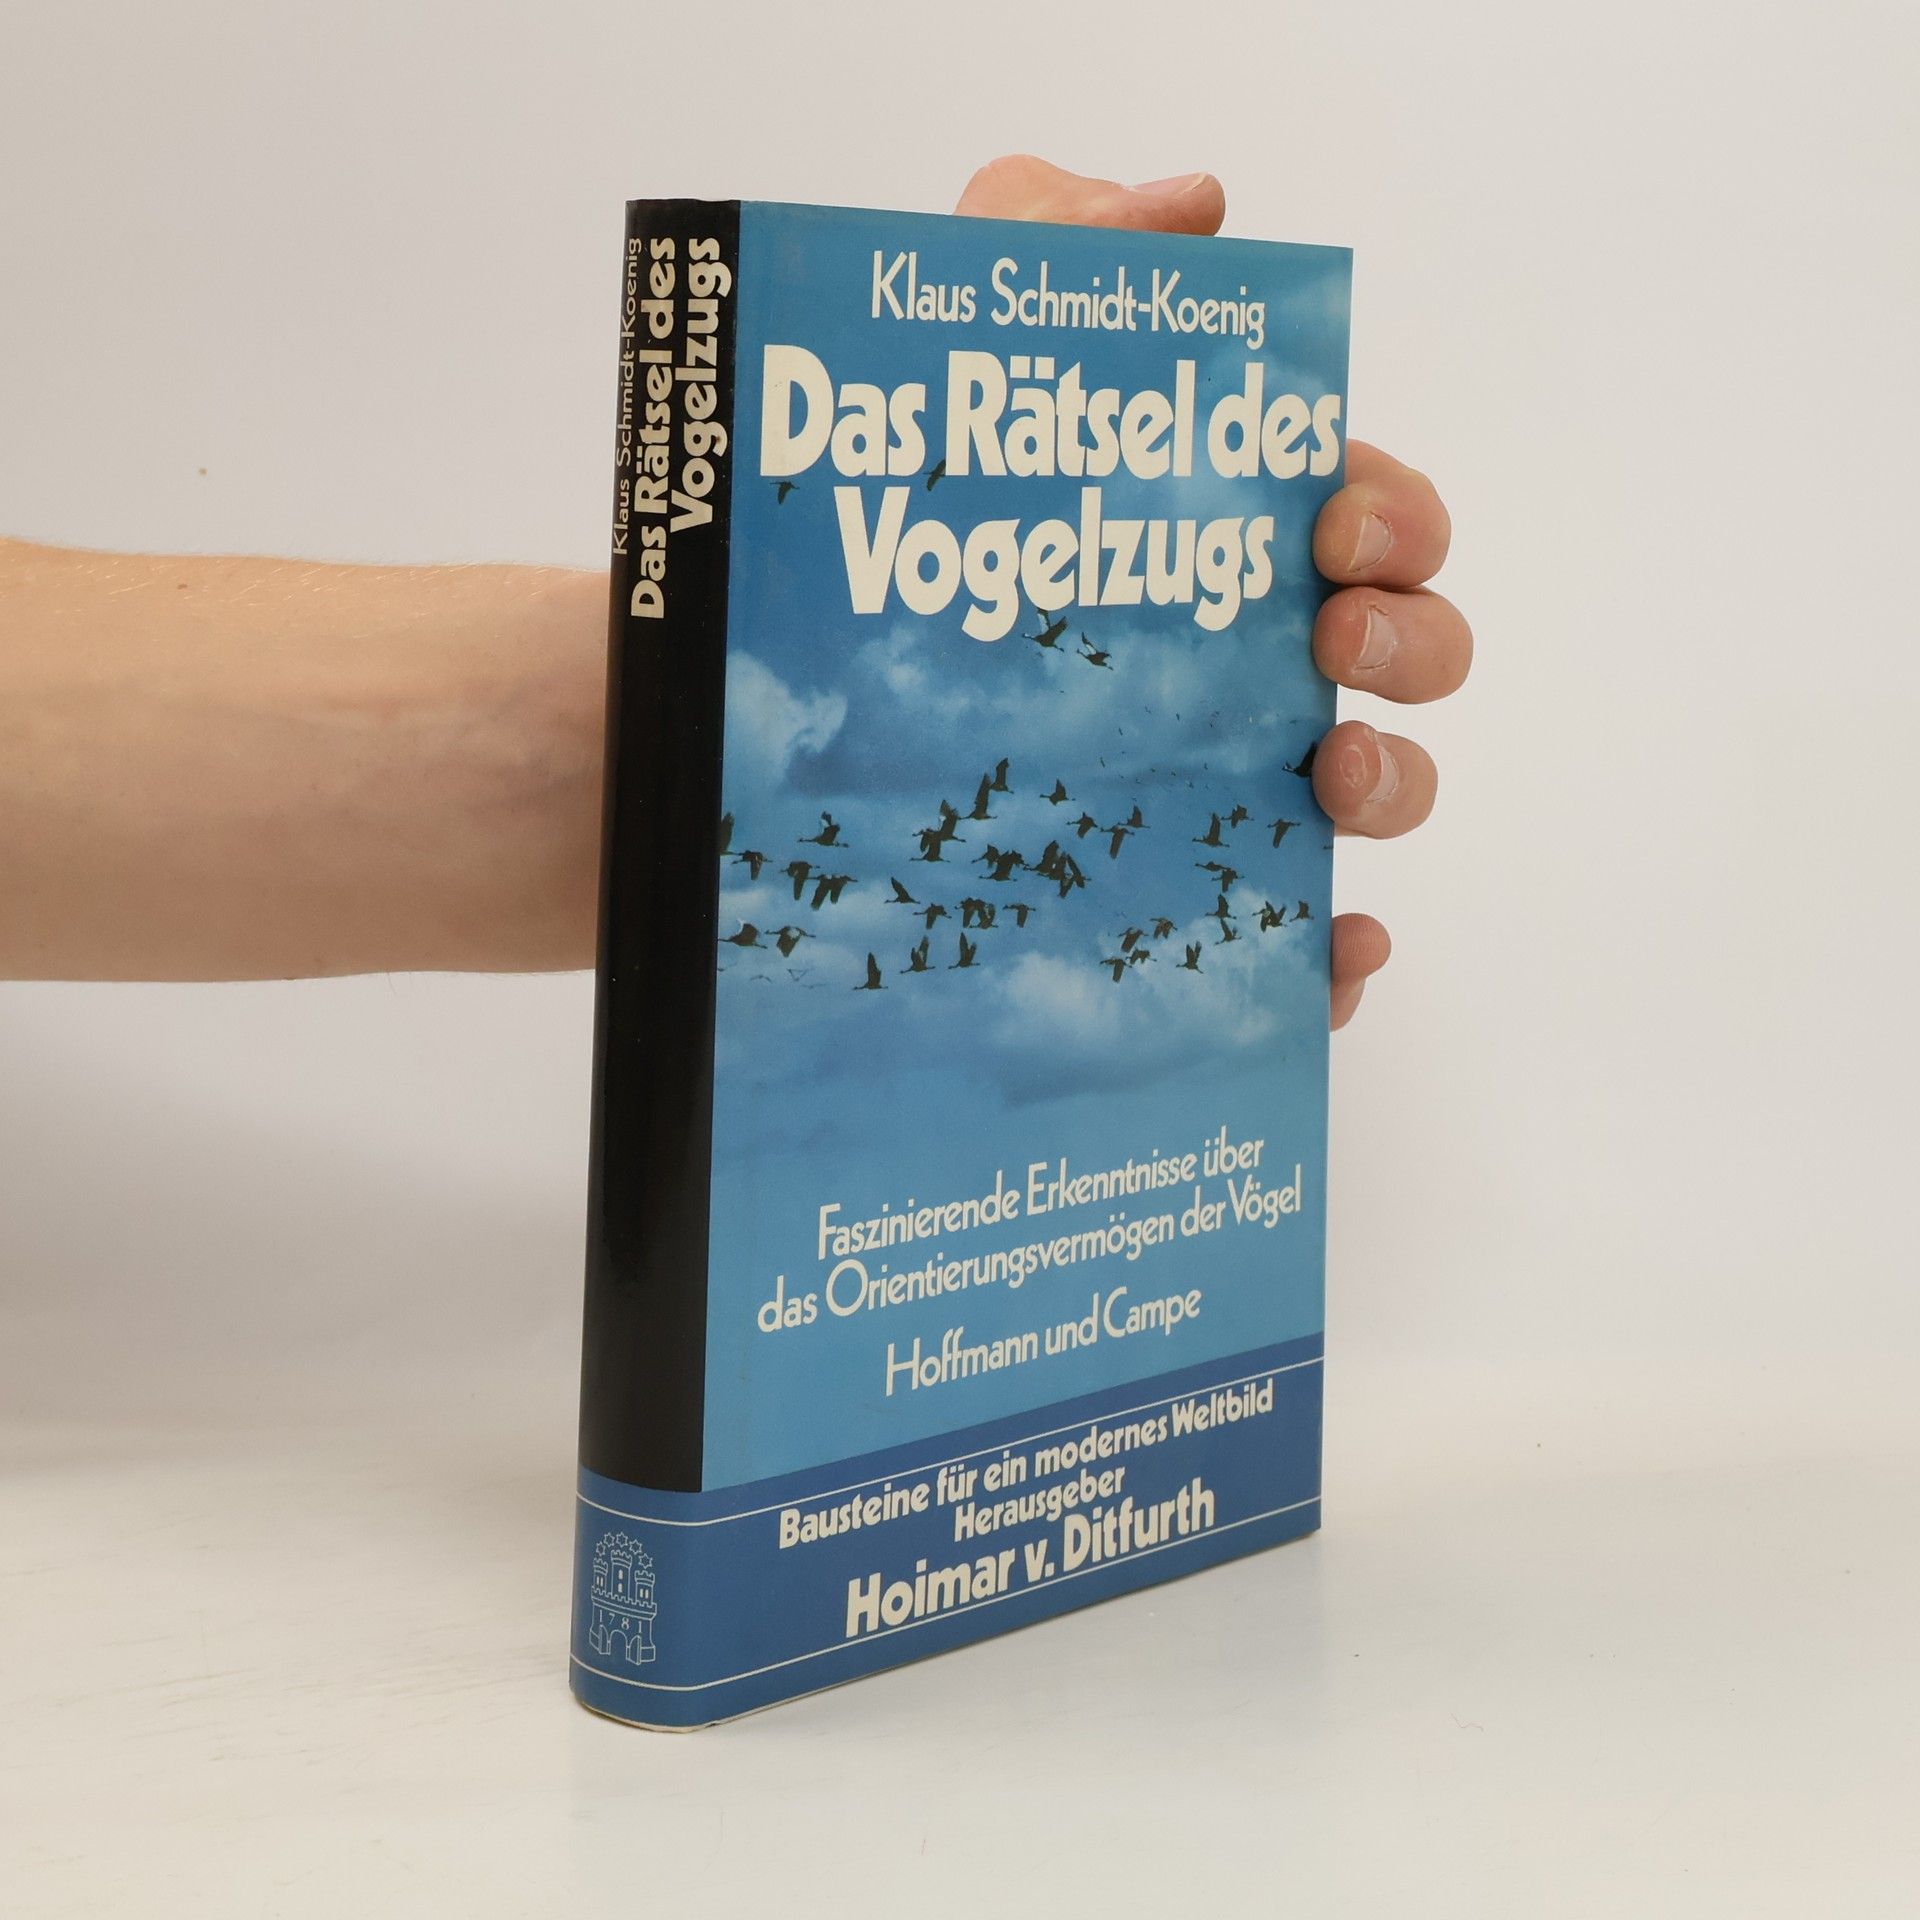 Klaus Schmidt-Koenig
Das Rätsel des
Vogelzugs
Klaus Schmidt-Koenig
Das Rätsel des
Vogelzugs
Faszinierende Erkenntnisse über
das Orientierungsvermögen der Vögel
Hoffmann und Campe
Bausteine für ein modernes Weltbild
Herausgeber
Hoimar v. Ditfurth
1781